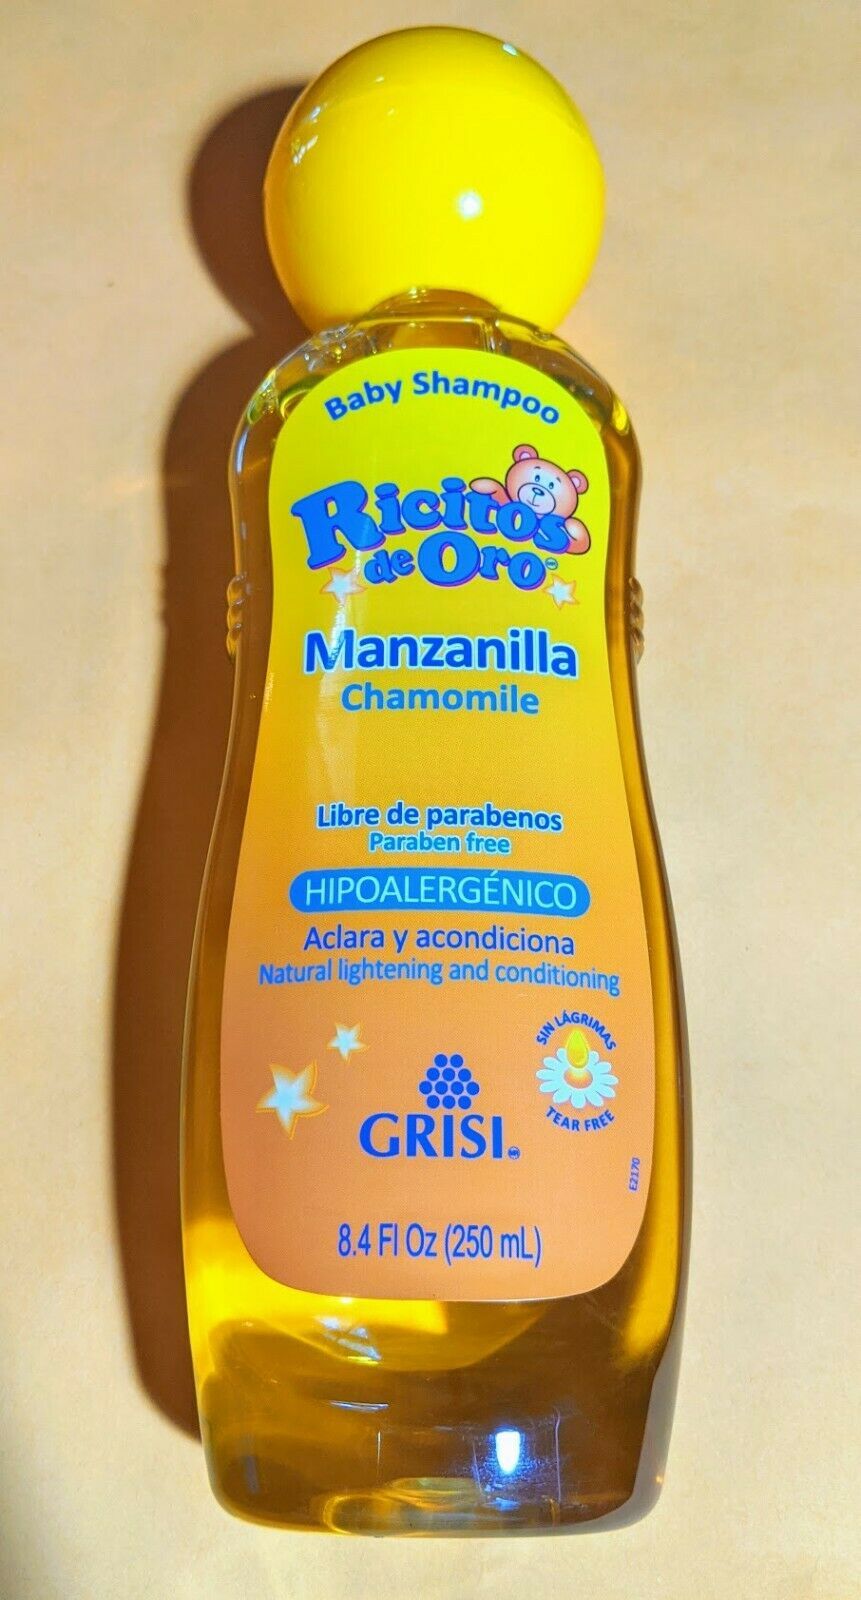 Baby Shampoo
Ricitos
de Oro
Manzanilla
Chamomile
Libre de parabenos
Paraben free
HIPOALERGÉNICO
Aclara y acondiciona
Natural lightening and conditioning
SIN LÁGRIMAS
TEAR FREE
GRISI
E2170
8.4 Fl Oz (250 mL)